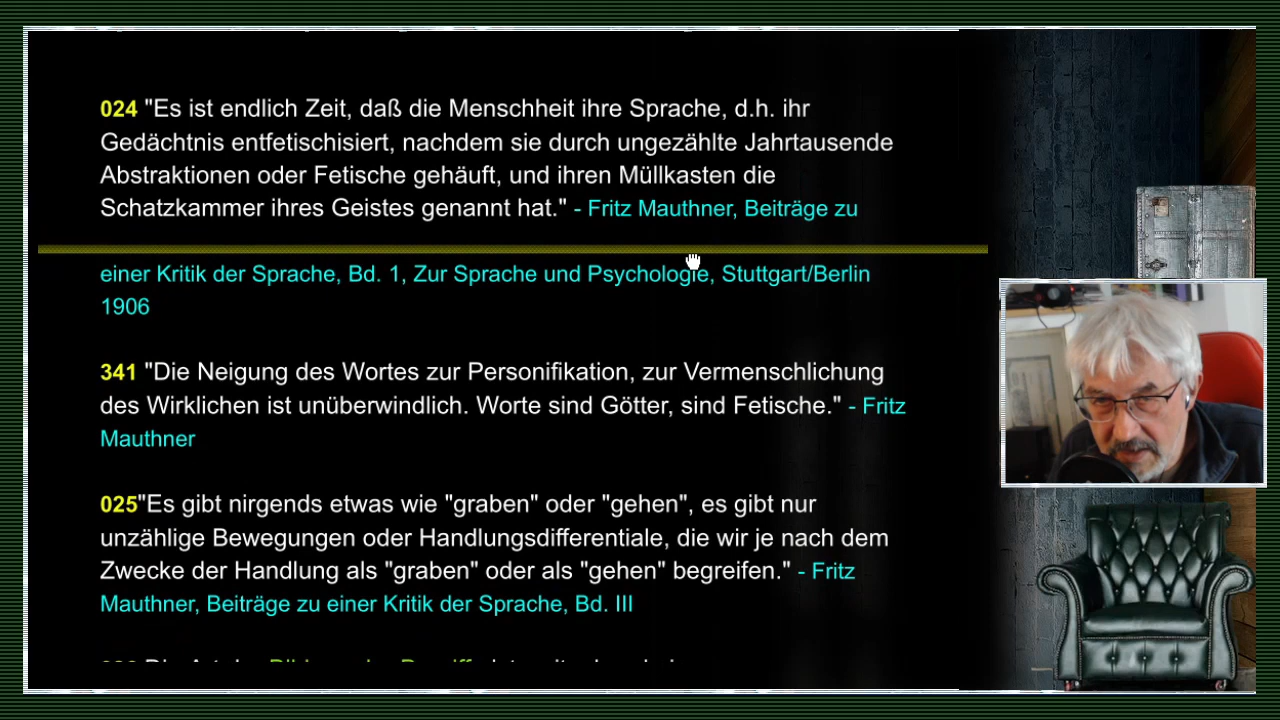 024 "Es ist endlich Zeit, daß die Menschheit ihre Sprache, d.h. ihr
Gedächtnis entfetischisiert, nachdem sie durch ungezählte Jahrtausende
Abstraktionen oder Fetische gehäuft, und ihren Müllkasten die
Schatzkammer ihres Geistes genannt hat." - Fritz Mauthner, Beiträge zu
einer Kritik der Sprache, Bd. 1, Zur Sprache und Psychologie, Stuttgart/Berlin
1906
341 "Die Neigung des Wortes zur Personifikation, zur Vermenschlichung
des Wirklichen ist unüberwindlich. Worte sind Götter, sind Fetische." - Fritz
Mauthner
025"Es gibt nirgends etwas wie "graben" oder "gehen", es gibt nur
unzählige Bewegungen oder Handlungsdifferentiale, die wir je nach dem
Zwecke der Handlung als "graben" oder als "gehen" begreifen." - Fritz
Mauthner, Beiträge zu einer Kritik der Sprache, Bd. III